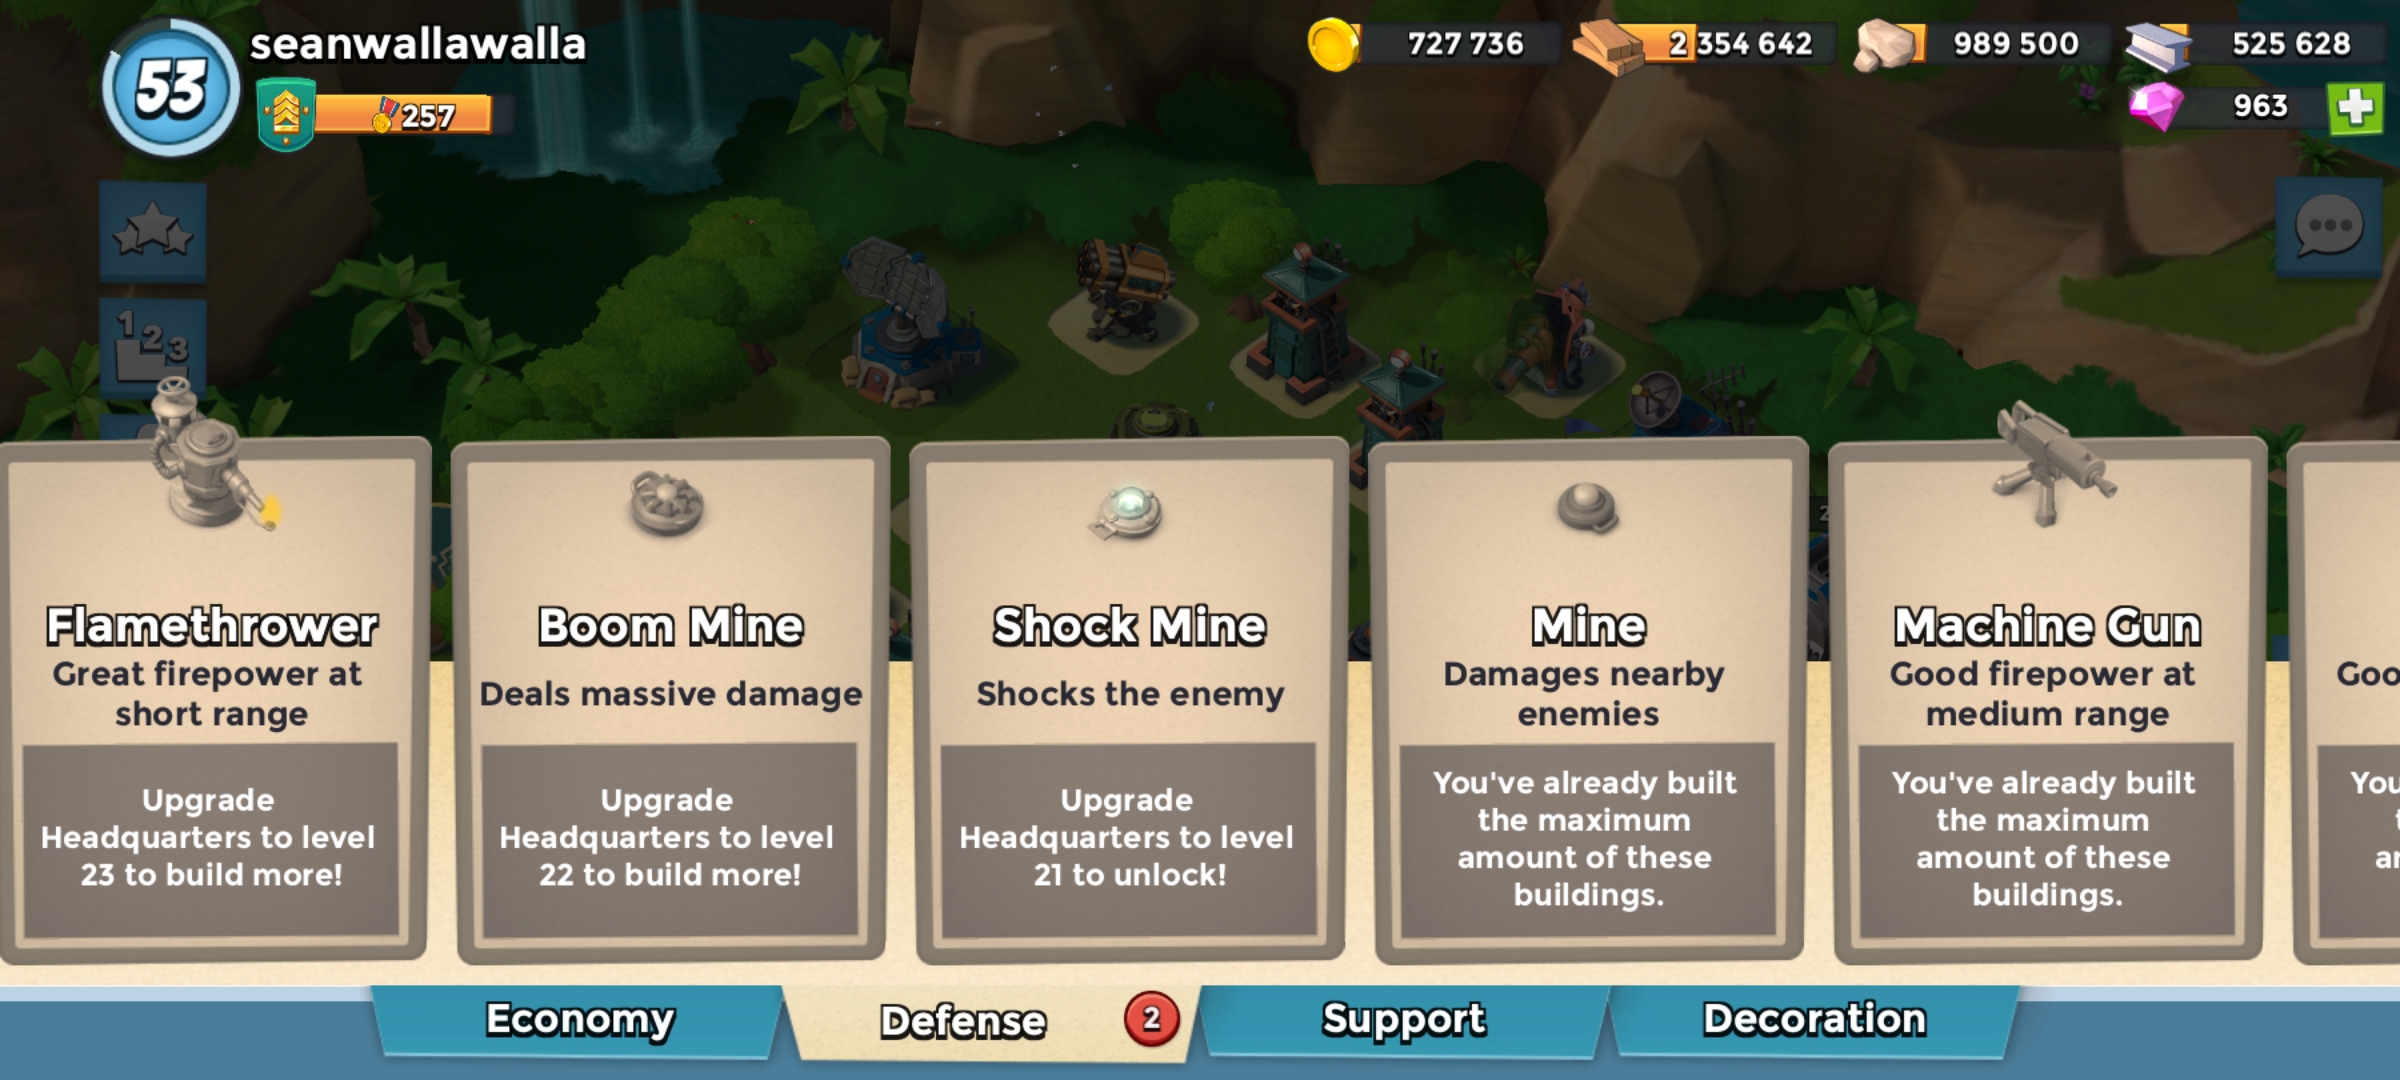 53
seanwallawalla
257
727 736
2 354 642
989 500
525 628
963
1 2 3
Flamethrower
Great firepower at
short range
Upgrade
Headquarters to level
23 to build more!
Boom Mine
Deals massive damage
Upgrade
Headquarters to level
22 to build more!
Shock Mine
Shocks the enemy
Upgrade
Headquarters to level
21 to unlock!
Mine
Damages nearby
enemies
You've already built
the maximum
amount of these
buildings.
Machine Gun
Good firepower at
medium range
You've already built
the maximum
amount of these
buildings.
Economy
Defense
2
Support
Decoration